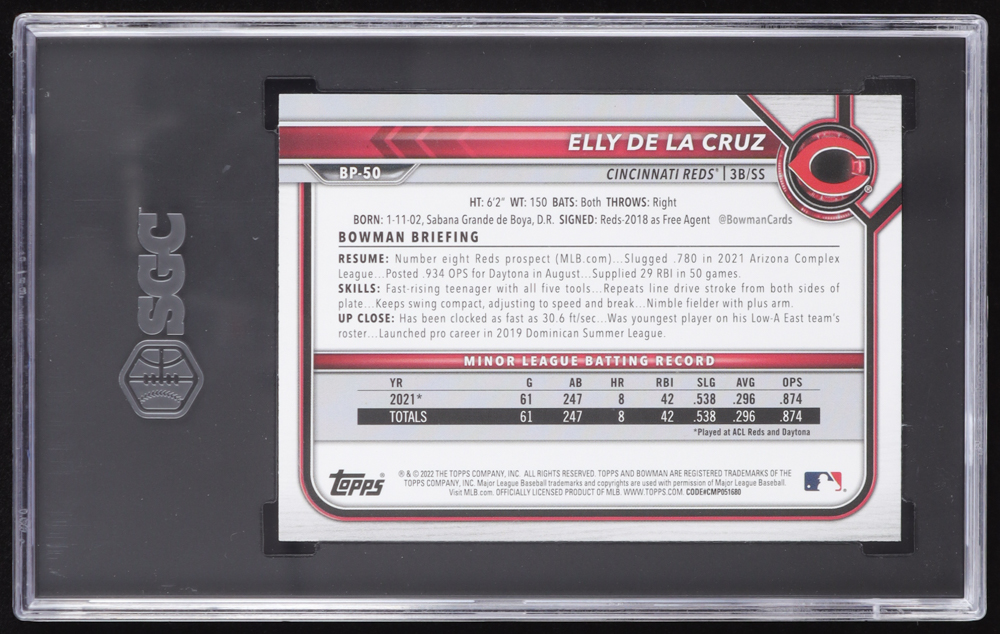 SGC
ELLY DE LA CRUZ
BP-50
CINCINNATI REDS® | 3B/SS
HT: 6'2" WT: 150 BATS: Both THROWS: Right
BORN: 1-11-02, Sabana Grande de Boya, D.R. SIGNED: Reds-2018 as Free Agent @BowmanCards
BOWMAN BRIEFING
RESUME: Number eight Reds prospect (MLB.com)...Slugged .780 in 2021 Arizona Complex
League...Posted .934 OPS for Daytona in August...Supplied 29 RBI in 50 games.
SKILLS: Fast-rising teenager with all five tools...Repeats line drive stroke from both sides of
plate...Keeps swing compact, adjusting to speed and break...Nimble fielder with plus arm.
UP CLOSE: Has been clocked as fast as 30.6 ft/sec...Was youngest player on his Low-A East team's
roster...Launched pro career in 2019 Dominican Summer League.
MINOR LEAGUE BATTING RECORD
YR G AB HR RBI SLG AVG OPS
2021* 61 247 8 42 .538 .296 .874
TOTALS 61 247 8 42 .538 .296 .874
*Played at ACL Reds and Daytona
Topps®
® & © 2022 THE TOPPS COMPANY, INC. ALL RIGHTS RESERVED. TOPPS AND BOWMAN ARE REGISTERED TRADEMARKS OF THE
TOPPS COMPANY, INC. Major League Baseball trademarks and copyrights are used with permission of Major League Baseball.
Visit MLB.com. OFFICIALLY LICENSED PRODUCT OF MLB. WWW.TOPPS.COM. CODE#CMP051680